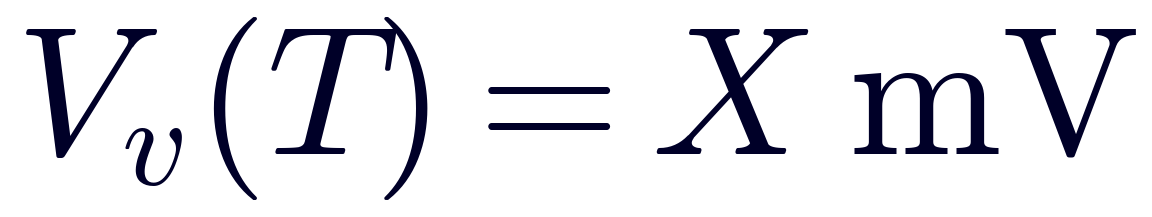 V_v(T) = X mV